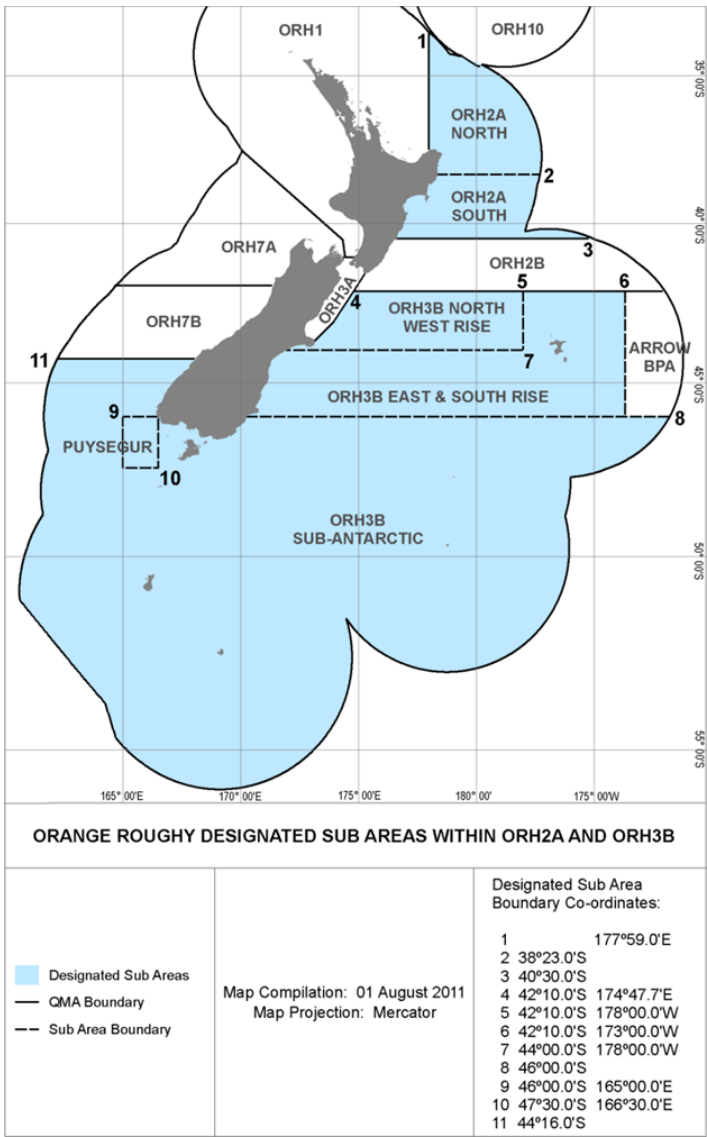 ORH1
ORH10
1
35° 00'S
ORH2A
NORTH
2
ORH2A
SOUTH
40° 00'S
3
ORH7A
ORH2B
ORH3A
4
5
6
ORH3B NORTH
WEST RISE
ORH7B
7
ARROW
BPA
11
45° 00'S
ORH3B EAST & SOUTH RISE
9
8
PUYSEGUR
10
ORH3B
SUB-ANTARCTIC
50° 00'S
55° 00'S
165° 00'E
170° 00'E
175° 00'E
180° 00'
175° 00'W
ORANGE ROUGHY DESIGNATED SUB AREAS WITHIN ORH2A AND ORH3B
Designated Sub Areas
QMA Boundary
Sub Area Boundary
Map Compilation: 01 August 2011
Map Projection: Mercator
Designated Sub Area
Boundary Co-ordinates:
1 177º59.0'E
2 38º23.0'S
3 40º30.0'S
4 42º10.0'S 174º47.7'E
5 42º10.0'S 178º00.0'W
6 42º10.0'S 173º00.0'W
7 44º00.0'S 178º00.0'W
8 46º00.0'S
9 46º00.0'S 165º00.0'E
10 47º30.0'S 166º30.0'E
11 44º16.0'S